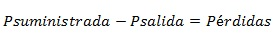 Psuministrada − Psalida = Pérdidas